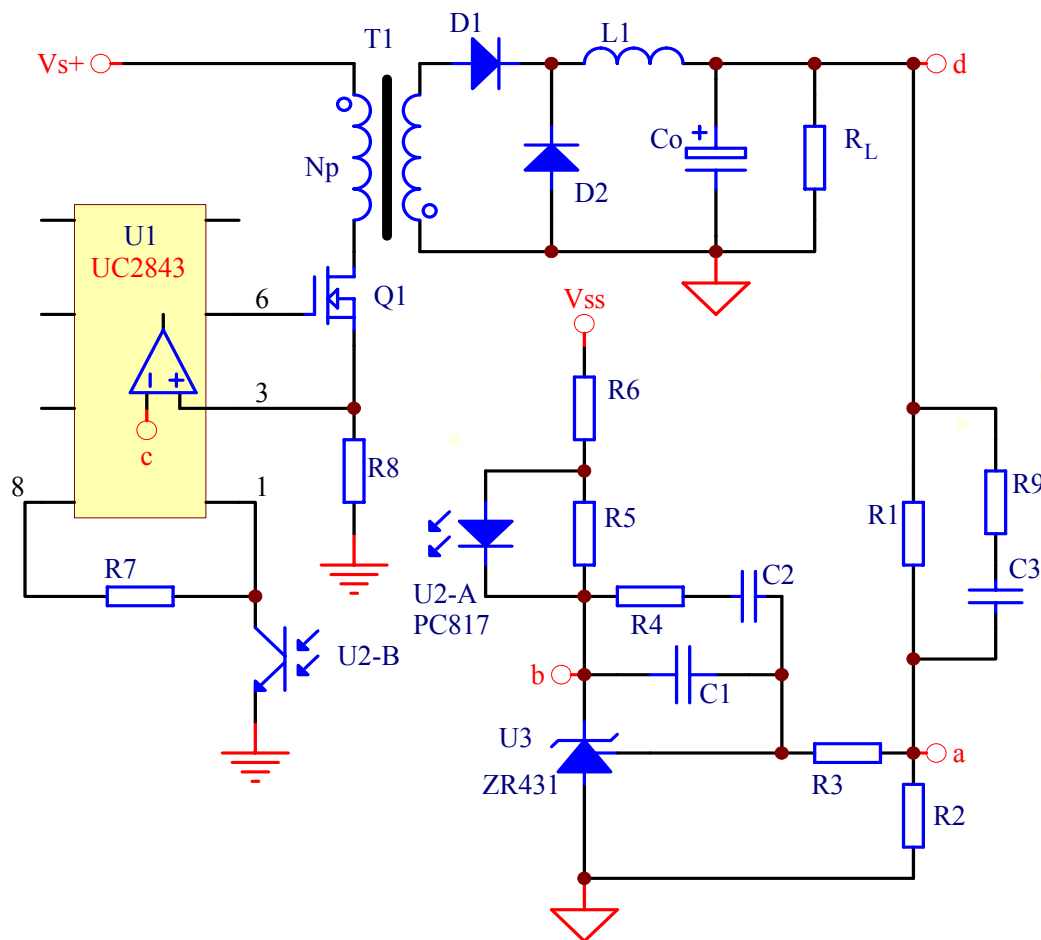 D1
L1
T1
Vs+
d
Co
+
R_L
Np
D2
U1
UC2843
Vss
6
Q1
R6
3
c
R8
8
1
R9
R1
R5
R7
C2
C3
U2-A
PC817
R4
U2-B
b
C1
U3
a
ZR431
R3
R2